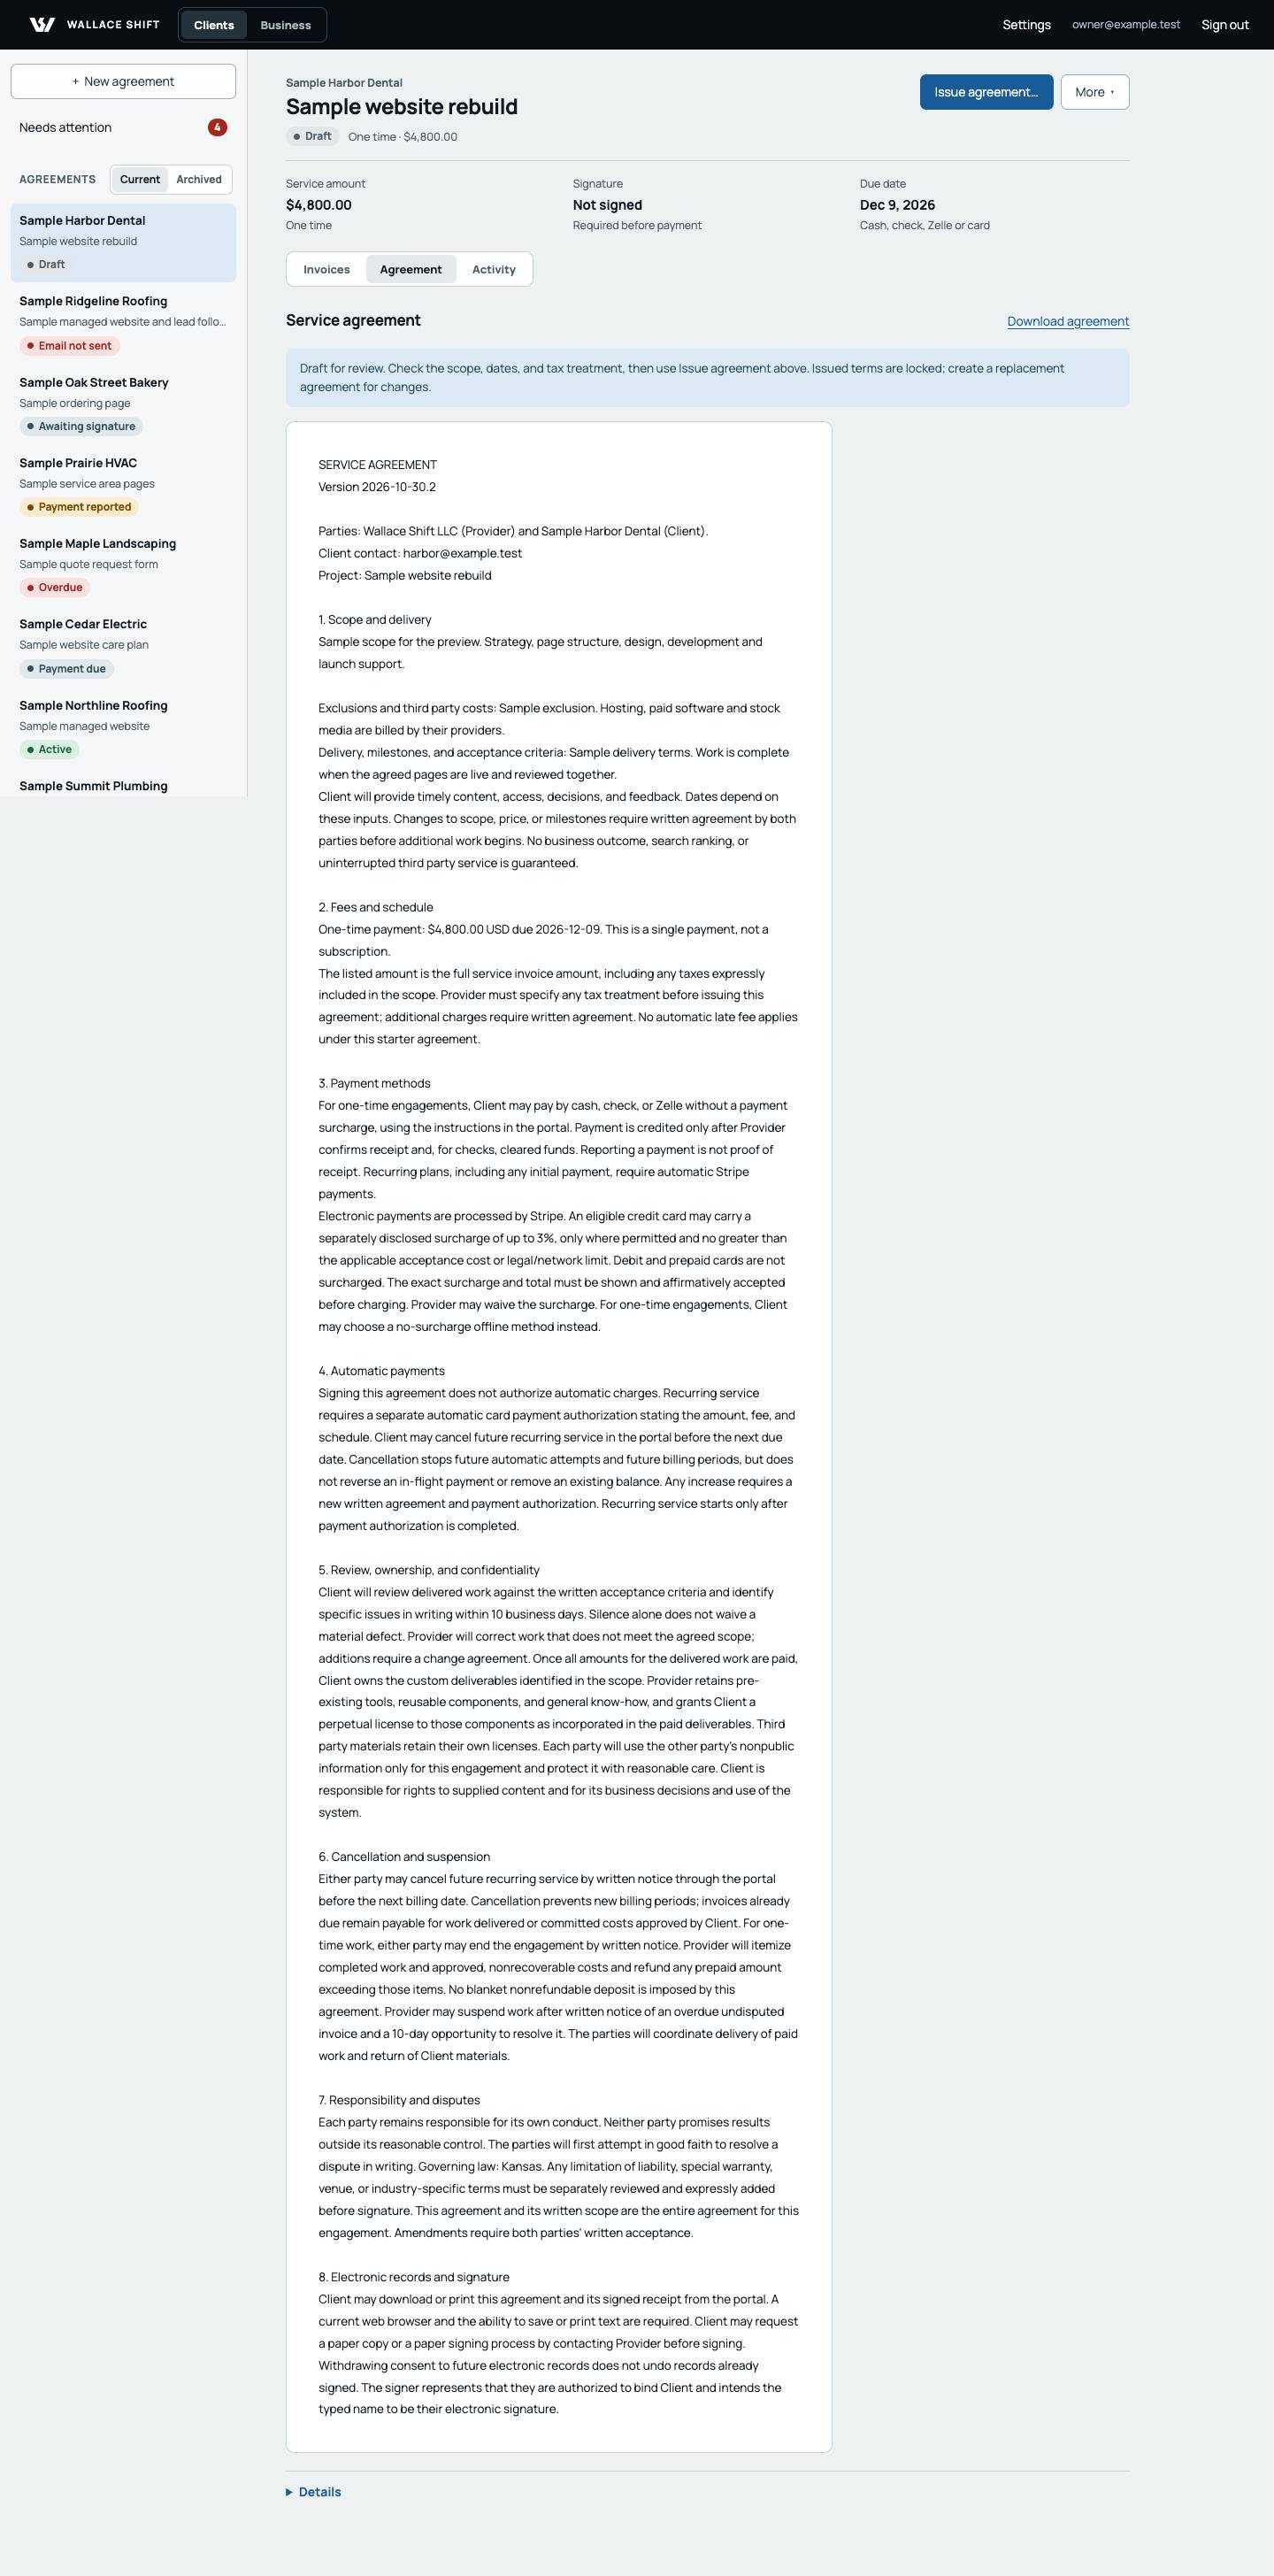 WALLACE SHIFT
Clients
Business
Settings
owner@example.test
Sign out
+ New agreement
Needs attention
4
AGREEMENTS
Current
Archived
Sample Harbor Dental
Sample website rebuild
Draft
Sample Ridgeline Roofing
Sample managed website and lead follo...
Email not sent
Sample Oak Street Bakery
Sample ordering page
Awaiting signature
Sample Prairie HVAC
Sample service area pages
Payment reported
Sample Maple Landscaping
Sample quote request form
Overdue
Sample Cedar Electric
Sample website care plan
Payment due
Sample Northline Roofing
Sample managed website
Active
Sample Summit Plumbing
Sample Harbor Dental
Sample website rebuild
Draft
One time · $4,800.00
Issue agreement...
More ·
Service amount
$4,800.00
One time
Signature
Not signed
Required before payment
Due date
Dec 9, 2026
Cash, check, Zelle or card
Invoices
Agreement
Activity
Service agreement
Download agreement
Draft for review. Check the scope, dates, and tax treatment, then use Issue agreement above. Issued terms are locked; create a replacement
agreement for changes.
SERVICE AGREEMENT
Version 2026-10-30.2
Parties: Wallace Shift LLC (Provider) and Sample Harbor Dental (Client).
Client contact: harbor@example.test
Project: Sample website rebuild
1. Scope and delivery
Sample scope for the preview. Strategy, page structure, design, development and
launch support.
Exclusions and third party costs: Sample exclusion. Hosting, paid software and stock
media are billed by their providers.
Delivery, milestones, and acceptance criteria: Sample delivery terms. Work is complete
when the agreed pages are live and reviewed together.
Client will provide timely content, access, decisions, and feedback. Dates depend on
these inputs. Changes to scope, price, or milestones require written agreement by both
parties before additional work begins. No business outcome, search ranking, or
uninterrupted third party service is guaranteed.
2. Fees and schedule
One-time payment: $4,800.00 USD due 2026-12-09. This is a single payment, not a
subscription.
The listed amount is the full service invoice amount, including any taxes expressly
included in the scope. Provider must specify any tax treatment before issuing this
agreement; additional charges require written agreement. No automatic late fee applies
under this starter agreement.
3. Payment methods
For one-time engagements, Client may pay by cash, check, or Zelle without a payment
surcharge, using the instructions in the portal. Payment is credited only after Provider
confirms receipt and, for checks, cleared funds. Reporting a payment is not proof of
receipt. Recurring plans, including any initial payment, require automatic Stripe
payments.
Electronic payments are processed by Stripe. An eligible credit card may carry a
separately disclosed surcharge of up to 3%, only where permitted and no greater than
the applicable acceptance cost or legal/network limit. Debit and prepaid cards are not
surcharged. The exact surcharge and total must be shown and affirmatively accepted
before charging. Provider may waive the surcharge. For one-time engagements, Client
may choose a no-surcharge offline method instead.
4. Automatic payments
Signing this agreement does not authorize automatic charges. Recurring service
requires a separate automatic card payment authorization stating the amount, fee, and
schedule. Client may cancel future recurring service in the portal before the next due
date. Cancellation stops future automatic attempts and future billing periods, but does
not reverse an in-flight payment or remove an existing balance. Any increase requires a
new written agreement and payment authorization. Recurring service starts only after
payment authorization is completed.
5. Review, ownership, and confidentiality
Client will review delivered work against the written acceptance criteria and identify
specific issues in writing within 10 business days. Silence alone does not waive a
material defect. Provider will correct work that does not meet the agreed scope;
additions require a change agreement. Once all amounts for the delivered work are paid,
Client owns the custom deliverables identified in the scope. Provider retains pre-
existing tools, reusable components, and general know-how, and grants Client a
perpetual license to those components as incorporated in the paid deliverables. Third
party materials retain their own licenses. Each party will use the other party's nonpublic
information only for this engagement and protect it with reasonable care. Client is
responsible for rights to supplied content and for its business decisions and use of the
system.
6. Cancellation and suspension
Either party may cancel future recurring service by written notice through the portal
before the next billing date. Cancellation prevents new billing periods; invoices already
due remain payable for work delivered or committed costs approved by Client. For one-
time work, either party may end the engagement by written notice. Provider will itemize
completed work and approved, nonrecoverable costs and refund any prepaid amount
exceeding those items. No blanket nonrefundable deposit is imposed by this
agreement. Provider may suspend work after written notice of an overdue undisputed
invoice and a 10-day opportunity to resolve it. The parties will coordinate delivery of paid
work and return of Client materials.
7. Responsibility and disputes
Each party remains responsible for its own conduct. Neither party promises results
outside its reasonable control. The parties will first attempt in good faith to resolve a
dispute in writing. Governing law: Kansas. Any limitation of liability, special warranty,
venue, or industry-specific terms must be separately reviewed and expressly added
before signature. This agreement and its written scope are the entire agreement for this
engagement. Amendments require both parties' written acceptance.
8. Electronic records and signature
Client may download or print this agreement and its signed receipt from the portal. A
current web browser and the ability to save or print text are required. Client may request
a paper copy or a paper signing process by contacting Provider before signing.
Withdrawing consent to future electronic records does not undo records already
signed. The signer represents that they are authorized to bind Client and intends the
typed name to be their electronic signature.
Details